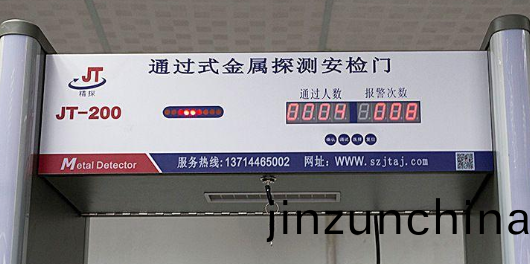 通过式金属探测安检门
JT
精探
JT-200
通过人数 报警次数
0004 008
Metal Detector
服务热线:13714465002 网址:WWW.szjtaj.com
jinzunchina